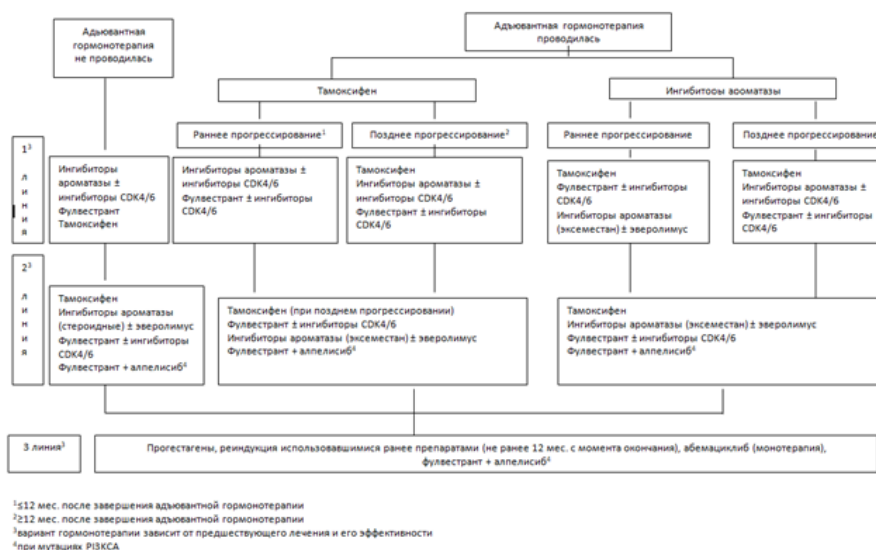 Адъювантная
гормонотерапия
не проводилась
Адъювантная гормонотерапия
проводилась
Тамоксифен
Ингибиторы ароматазы
Раннее прогрессирование1
Позднее прогрессирование2
Раннее прогрессирование
Позднее прогрессирование
13
л
и
н
и
я
Ингибиторы
ароматазы ±
ингибиторы CDK4/6
Фулвестрант
Тамоксифен
Ингибиторы ароматазы ±
ингибиторы CDK4/6
Фулвестрант ± ингибиторы
CDK4/6
Тамоксифен
Ингибиторы ароматазы ±
ингибиторы CDK4/6
Фулвестрант ± ингибиторы
CDK4/6
Тамоксифен
Фулвестрант ± ингибиторы
CDK4/6
Ингибиторы ароматазы
(эксеместан) ± эверолимус
Тамоксифен
Ингибиторы ароматазы ±
ингибиторы CDK4/6
Фулвестрант ± ингибиторы
CDK4/6
23
л
и
н
и
я
Тамоксифен
Ингибиторы ароматазы
(стероидные) ± эверолимус
Фулвестрант ± ингибиторы
CDK4/6
Фулвестрант + алпелисиб4
Тамоксифен (при позднем прогрессировании)
Фулвестрант ± ингибиторы CDK4/6
Ингибиторы ароматазы (эксеместан) ± эверолимус
Фулвестрант + алпелисиб4
Тамоксифен
Ингибиторы ароматазы (эксеместан) ± эверолимус
Фулвестрант ± ингибиторы CDK4/6
Фулвестрант + алпелисиб4
3 линия3
Прогестагены, реиндукция использовавшимися ранее препаратами (не ранее 12 мес. с момента окончания), абемациклиб (монотерапия),
фулвестрант + алпелисиб4
1≤12 мес. после завершения адъювантной гормонотерапии
2≥12 мес. после завершения адъювантной гормонотерапии
3вариант гормонотерапии зависит от предшествующего лечения и его эффективности
4при мутациях PI3KCA